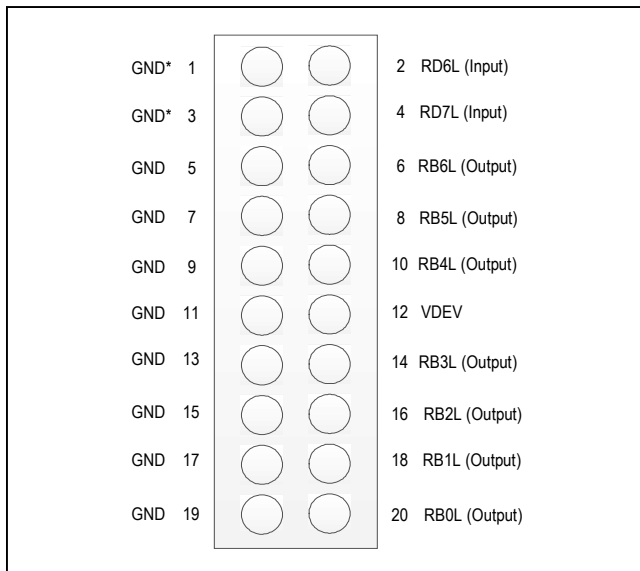 GND* 1 2 RD6L (Input)
GND* 3 4 RD7L (Input)
GND 5 6 RB6L (Output)
GND 7 8 RB5L (Output)
GND 9 10 RB4L (Output)
GND 11 12 VDEV
GND 13 14 RB3L (Output)
GND 15 16 RB2L (Output)
GND 17 18 RB1L (Output)
GND 19 20 RB0L (Output)